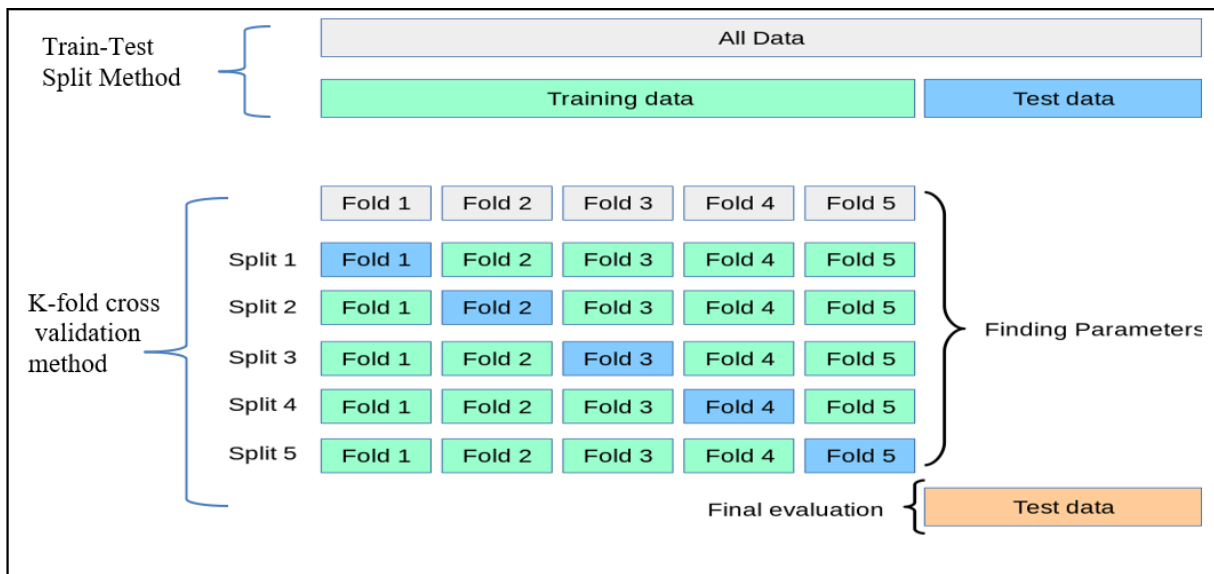 Train-Test
Split Method
All Data
Training data
Test data
K-fold cross
validation
method
Fold 1
Fold 2
Fold 3
Fold 4
Fold 5
Split 1
Fold 1
Fold 2
Fold 3
Fold 4
Fold 5
Split 2
Fold 1
Fold 2
Fold 3
Fold 4
Fold 5
Split 3
Fold 1
Fold 2
Fold 3
Fold 4
Fold 5
Split 4
Fold 1
Fold 2
Fold 3
Fold 4
Fold 5
Split 5
Fold 1
Fold 2
Fold 3
Fold 4
Fold 5
Finding Parameters
Final evaluation
Test data